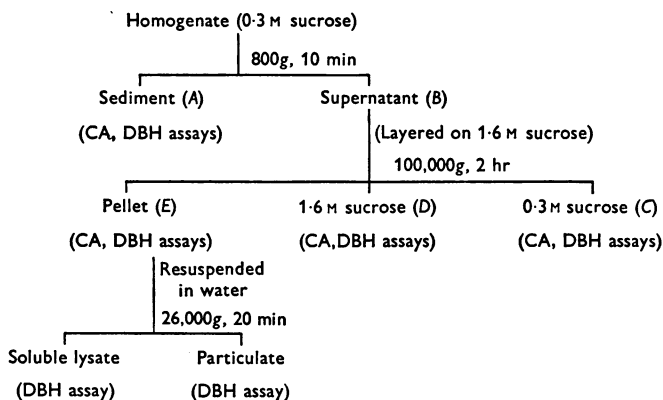 Homogenate (0·3 M sucrose)
800g, 10 min
Sediment (A) Supernatant (B)
(CA, DBH assays) (Layered on 1·6 M sucrose)
100,000g, 2 hr
Pellet (E) 1·6 M sucrose (D) 0·3 M sucrose (C)
(CA, DBH assays) (CA,DBH assays) (CA, DBH assays)
Resuspended
in water
26,000g, 20 min
Soluble lysate Particulate
(DBH assay) (DBH assay)